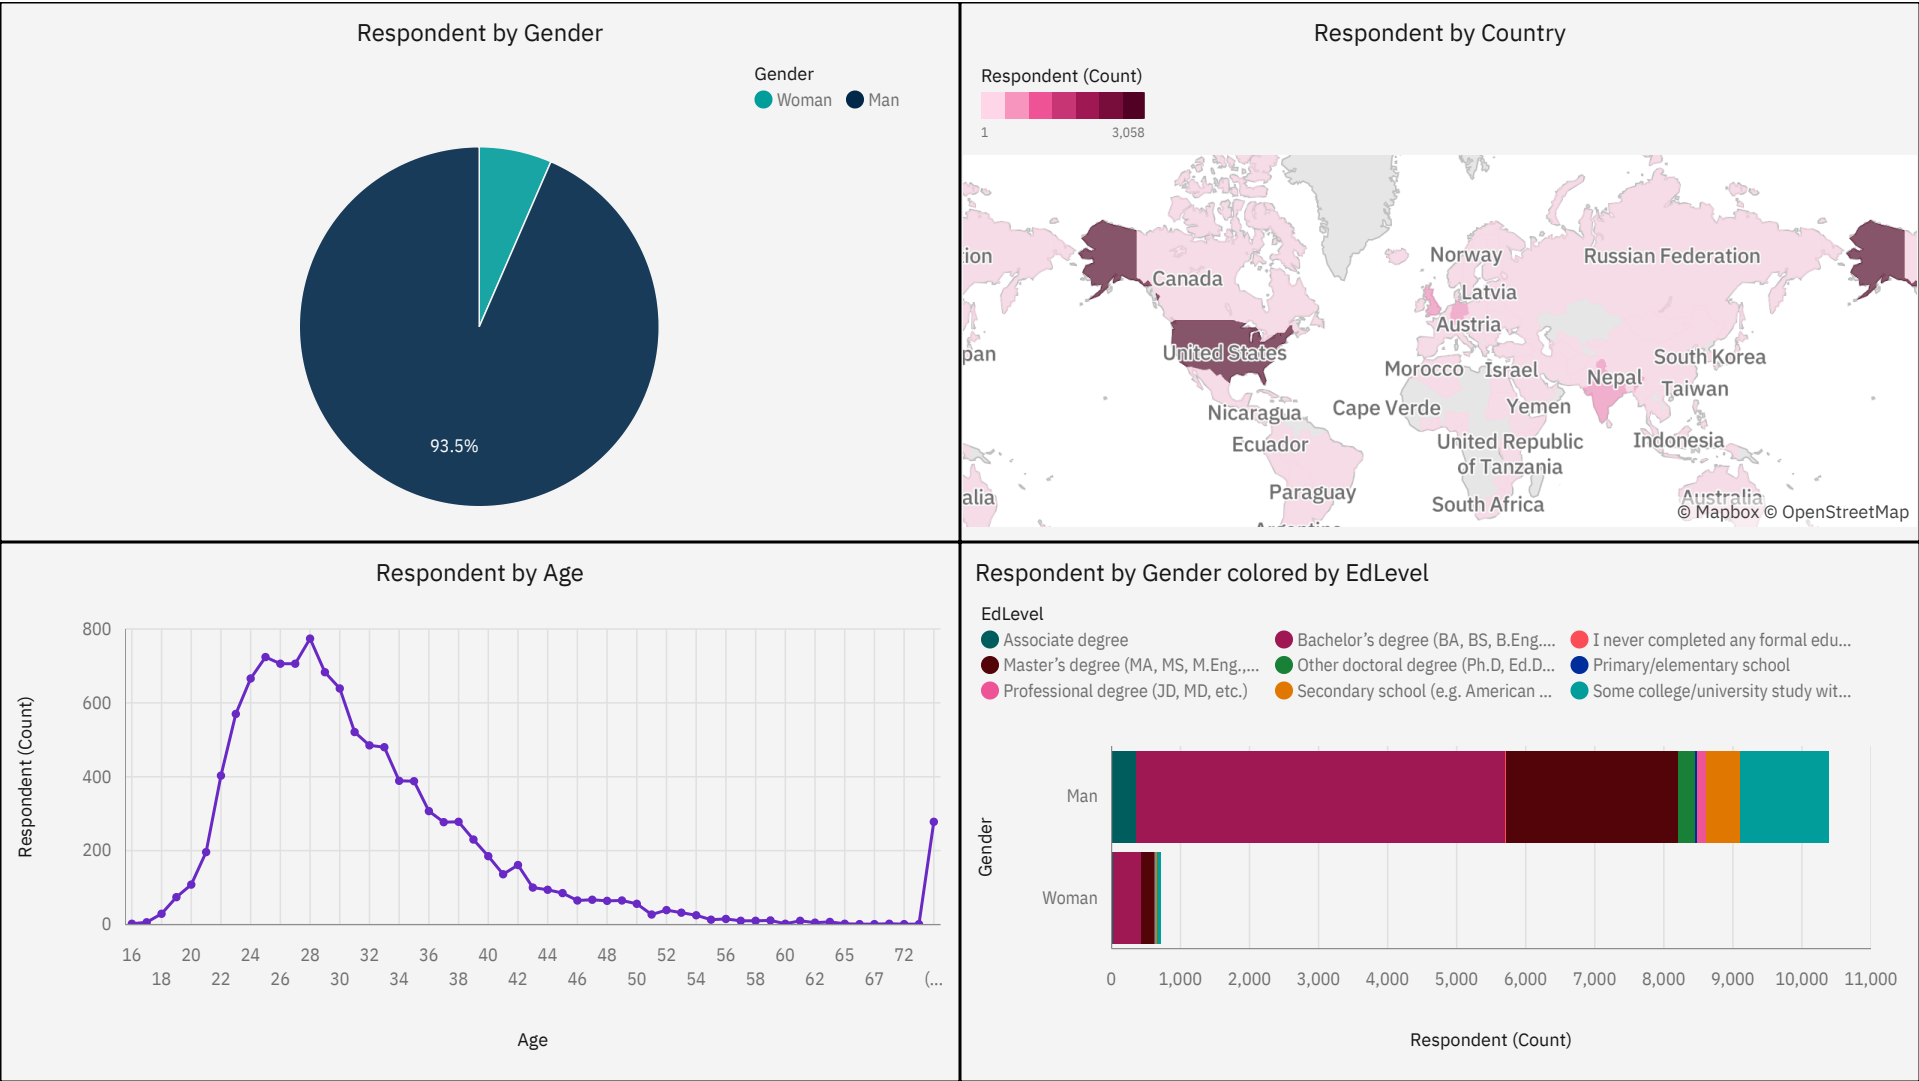 Respondent by Gender
Gender
Woman Man
93.5%
Respondent by Country
Respondent (Count)
1 3,058
tion
Canada
Norway
Russian Federation
Latvia
Austria
pan
United States
Morocco
Israel
South Korea
Nepal
Taiwan
Nicaragua
Cape Verde
Yemen
Ecuador
United Republic
of Tanzania
Indonesia
alia
Paraguay
South Africa
Australia
Argentina
© Mapbox © OpenStreetMap
Respondent by Age
Respondent (Count)
800
600
400
200
0
16 20 24 28 32 36 40 44 48 52 56 60 65 72
18 22 26 30 34 38 42 46 50 54 58 62 67 (...
Age
Respondent by Gender colored by EdLevel
EdLevel
Associate degree Bachelor’s degree (BA, BS, B.Eng.... I never completed any formal edu...
Master’s degree (MA, MS, M.Eng.,... Other doctoral degree (Ph.D, Ed.D... Primary/elementary school
Professional degree (JD, MD, etc.) Secondary school (e.g. American ... Some college/university study wit...
Gender
Man
Woman
0 1,000 2,000 3,000 4,000 5,000 6,000 7,000 8,000 9,000 10,000 11,000
Respondent (Count)